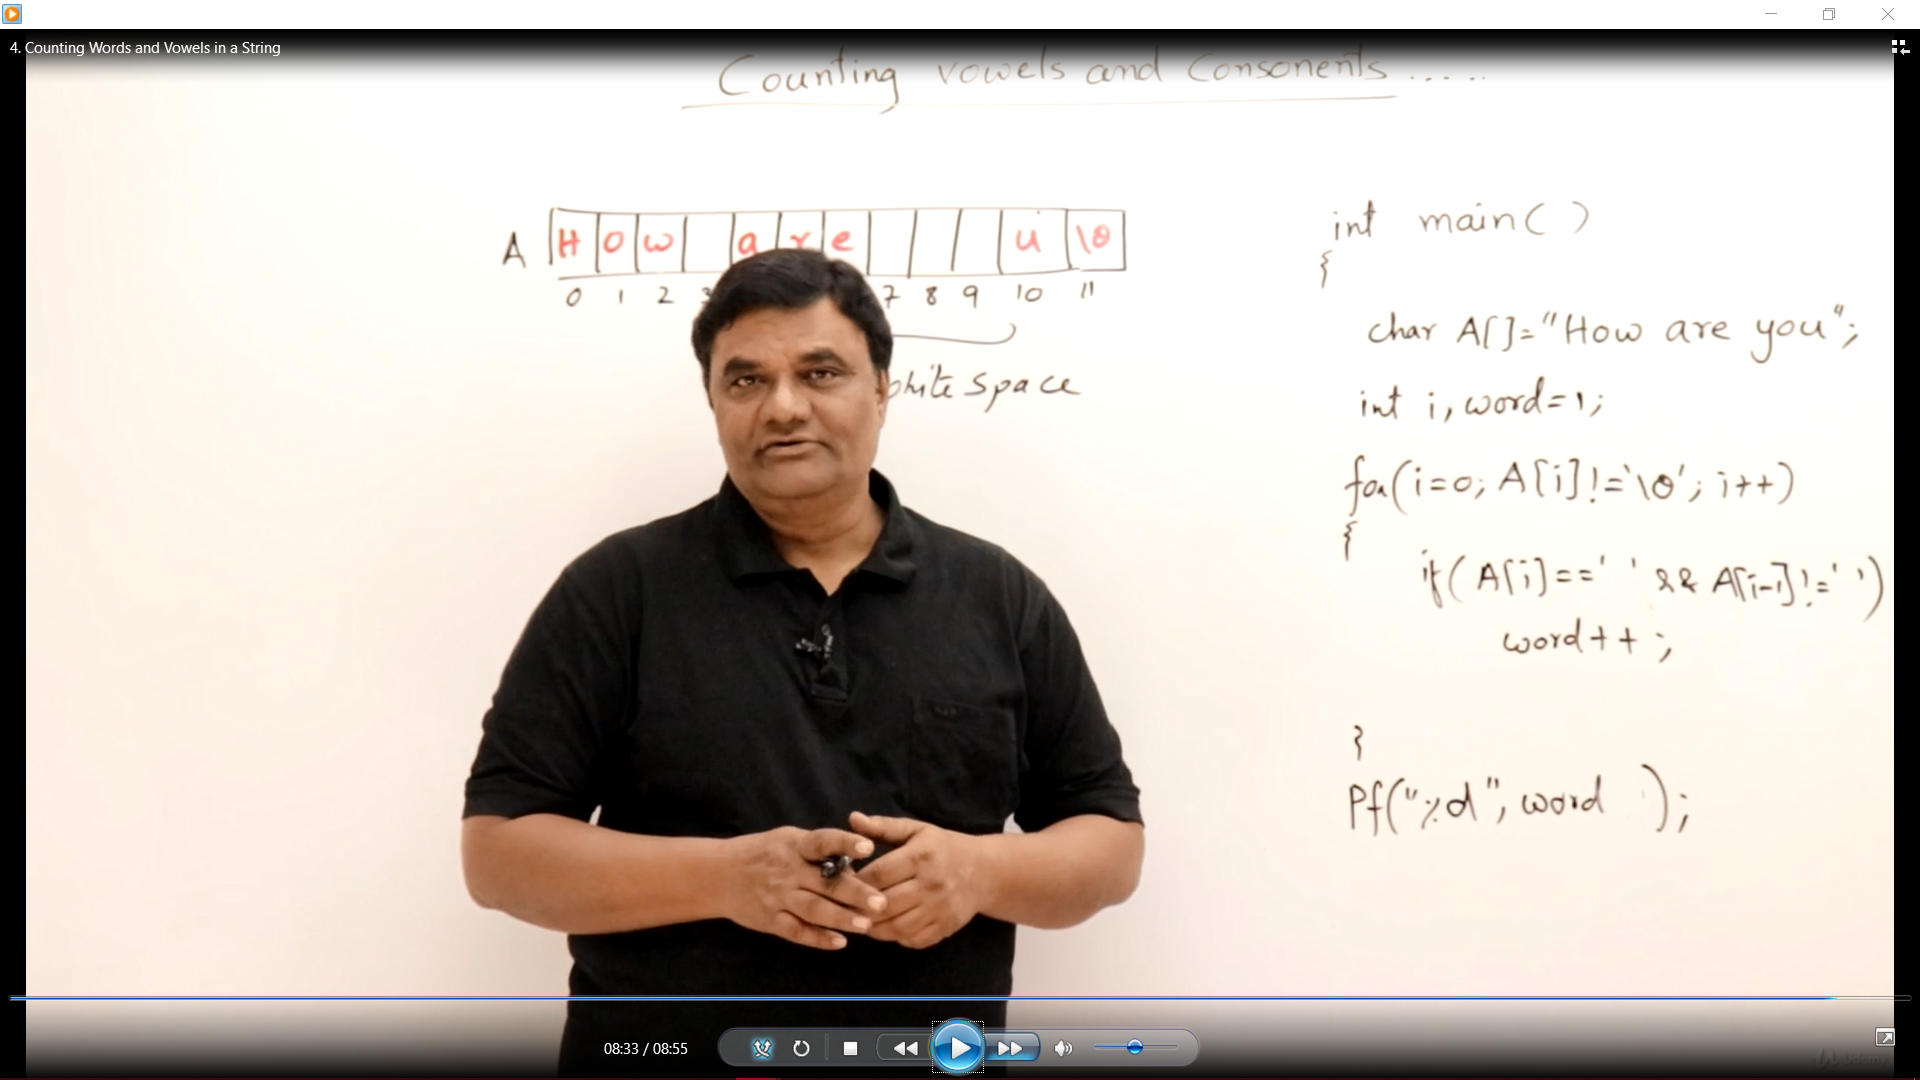 4. Counting Words and Vowels in a String
Counting vowels and Consonents .....
A H o w a r e u \0
0 1 2 3 7 8 9 10 11
white space
int main( )
{
char A[]="How are you";
int i, word=1;
for(i=0; A[i]!='\0'; i++)
{
if( A[i]==' ' && A[i-1]!=' ')
word++ ;
}
Pf("%d", word );
08:33 / 08:55
Udemy